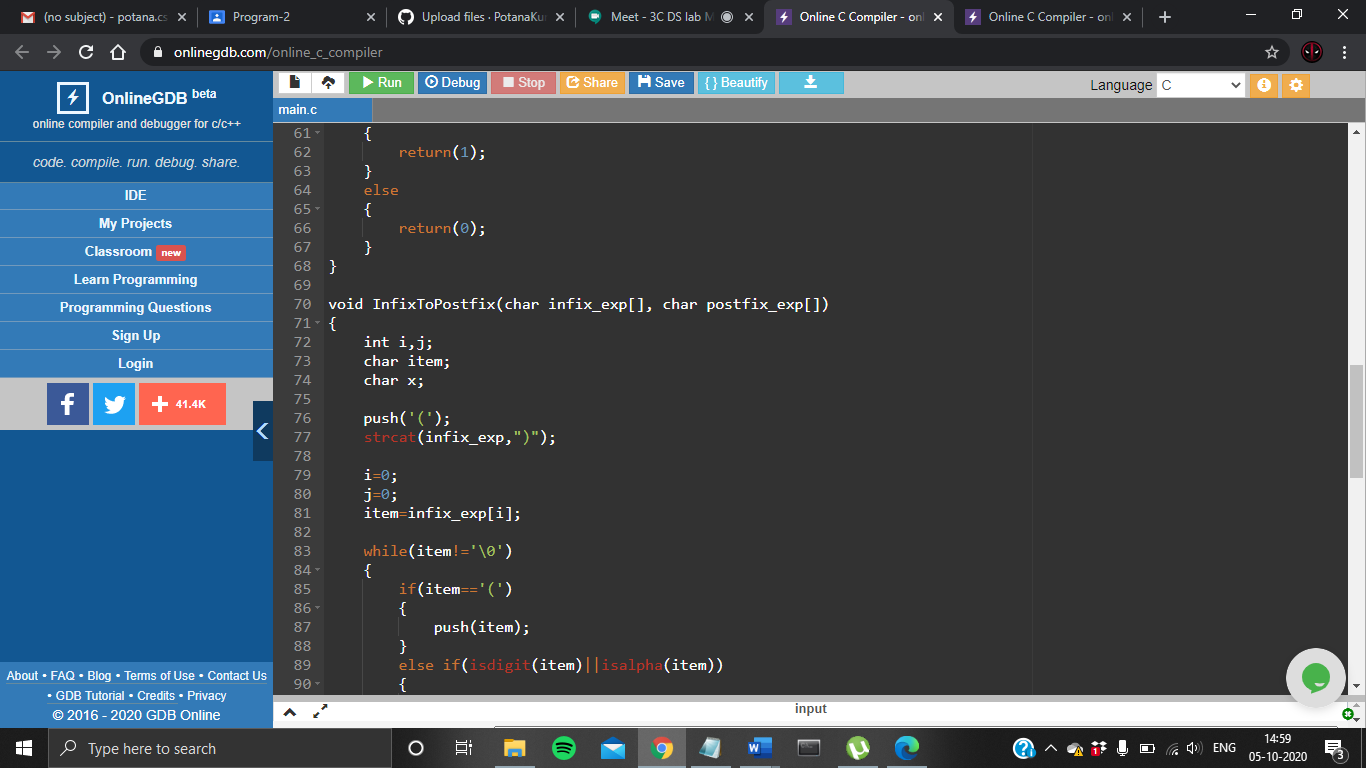 (no subject) - potana.cs
Program-2
Upload files · PotanaKur
Meet - 3C DS lab M
Online C Compiler - onl
Online C Compiler - onl
onlinegdb.com/online_c_compiler
OnlineGDB beta
online compiler and debugger for c/c++
code. compile. run. debug. share.
IDE
My Projects
Classroom new
Learn Programming
Programming Questions
Sign Up
Login
f
+ 41.4K
About • FAQ • Blog • Terms of Use • Contact Us
• GDB Tutorial • Credits • Privacy
© 2016 - 2020 GDB Online
Run Debug Stop Share Save { } Beautify
Language C
main.c
61 {
62 return(1);
63 }
64 else
65 {
66 return(0);
67 }
68 }
69
70 void InfixToPostfix(char infix_exp[], char postfix_exp[])
71 {
72 int i,j;
73 char item;
74 char x;
75
76 push('(');
77 strcat(infix_exp,")");
78
79 i=0;
80 j=0;
81 item=infix_exp[i];
82
83 while(item!='\0')
84 {
85 if(item=='(')
86 {
87 push(item);
88 }
89 else if(isdigit(item)||isalpha(item))
90 {
input
Type here to search
ENG
14:59
05-10-2020
3